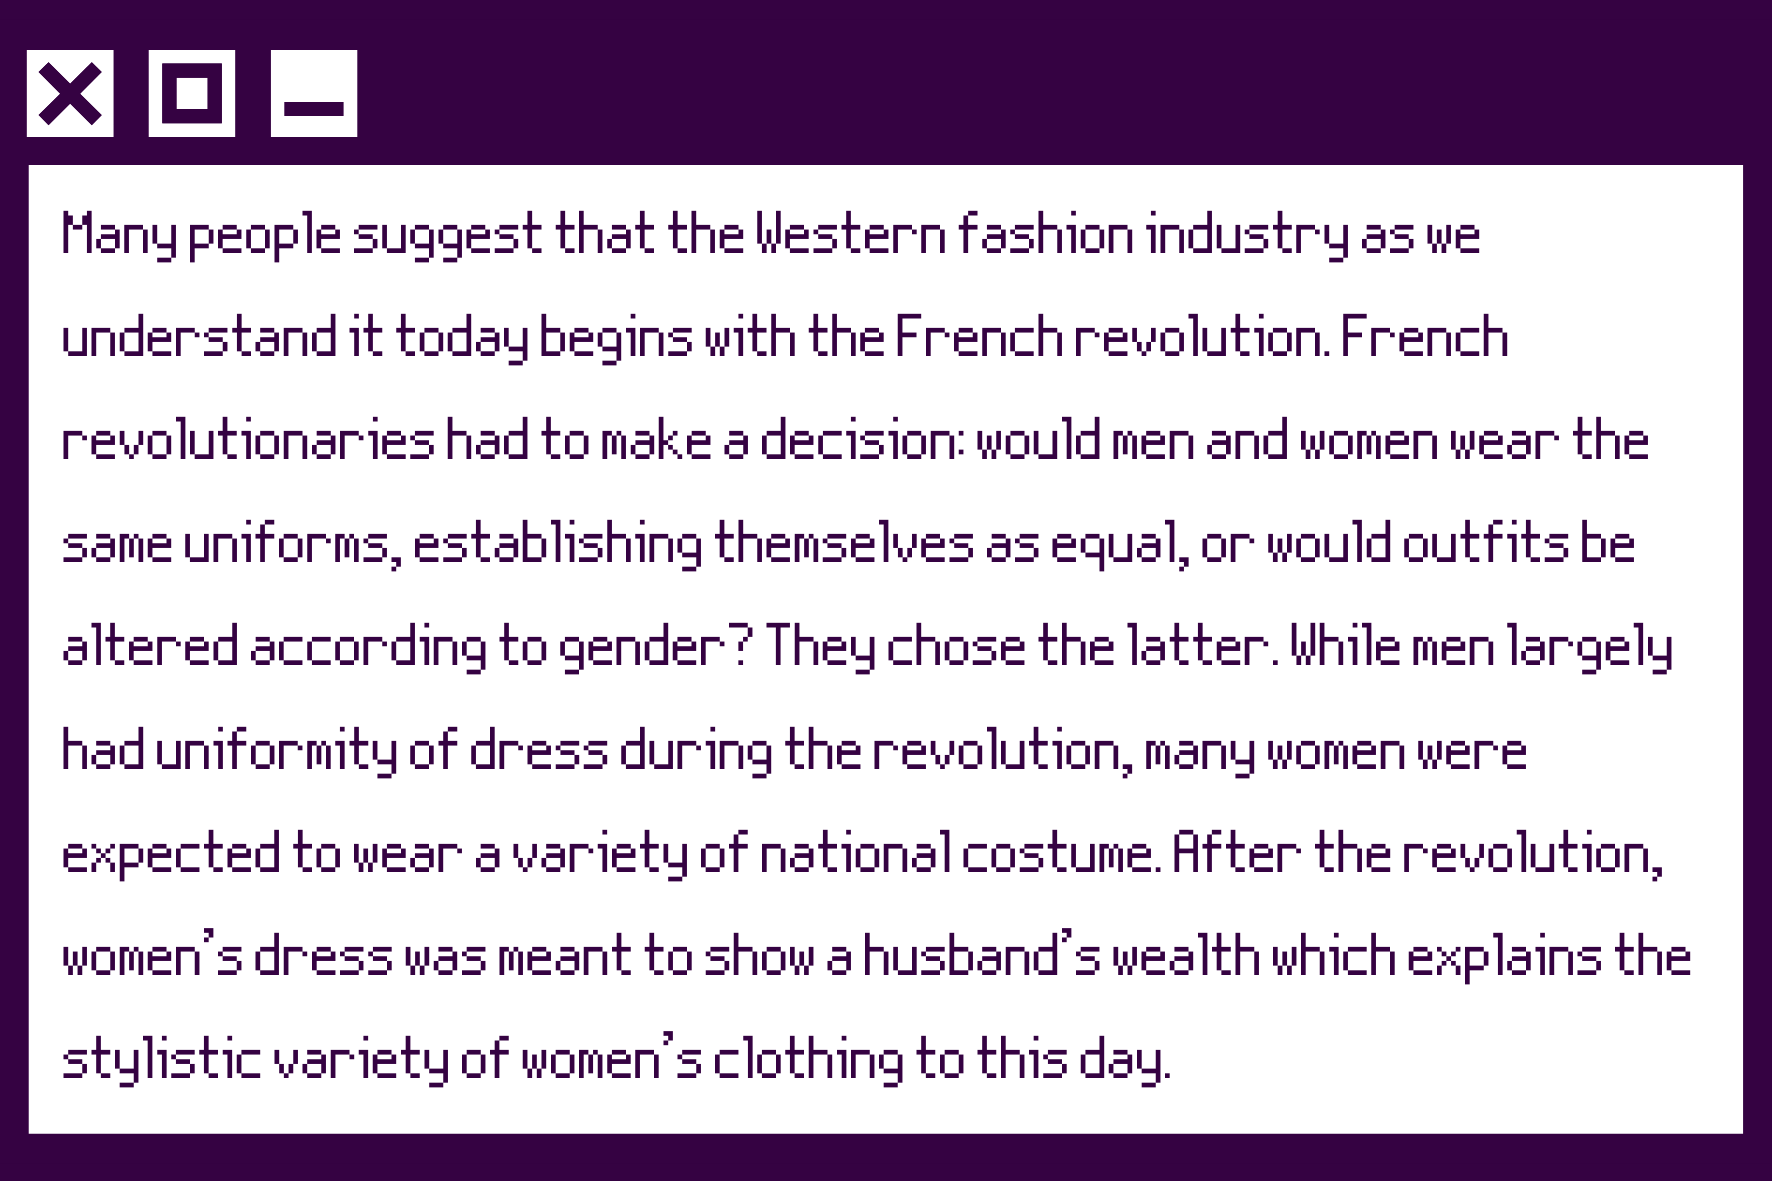 Many people suggest that the Western fashion industry as we
understand it today begins with the French revolution. French
revolutionaries had to make a decision: would men and women wear the
same uniforms, establishing themselves as equal, or would outfits be
altered according to gender? They chose the latter. While men largely
had uniformity of dress during the revolution, many women were
expected to wear a variety of national costume. After the revolution,
women's dress was meant to show a husband's wealth which explains the
stylistic variety of women's clothing to this day.